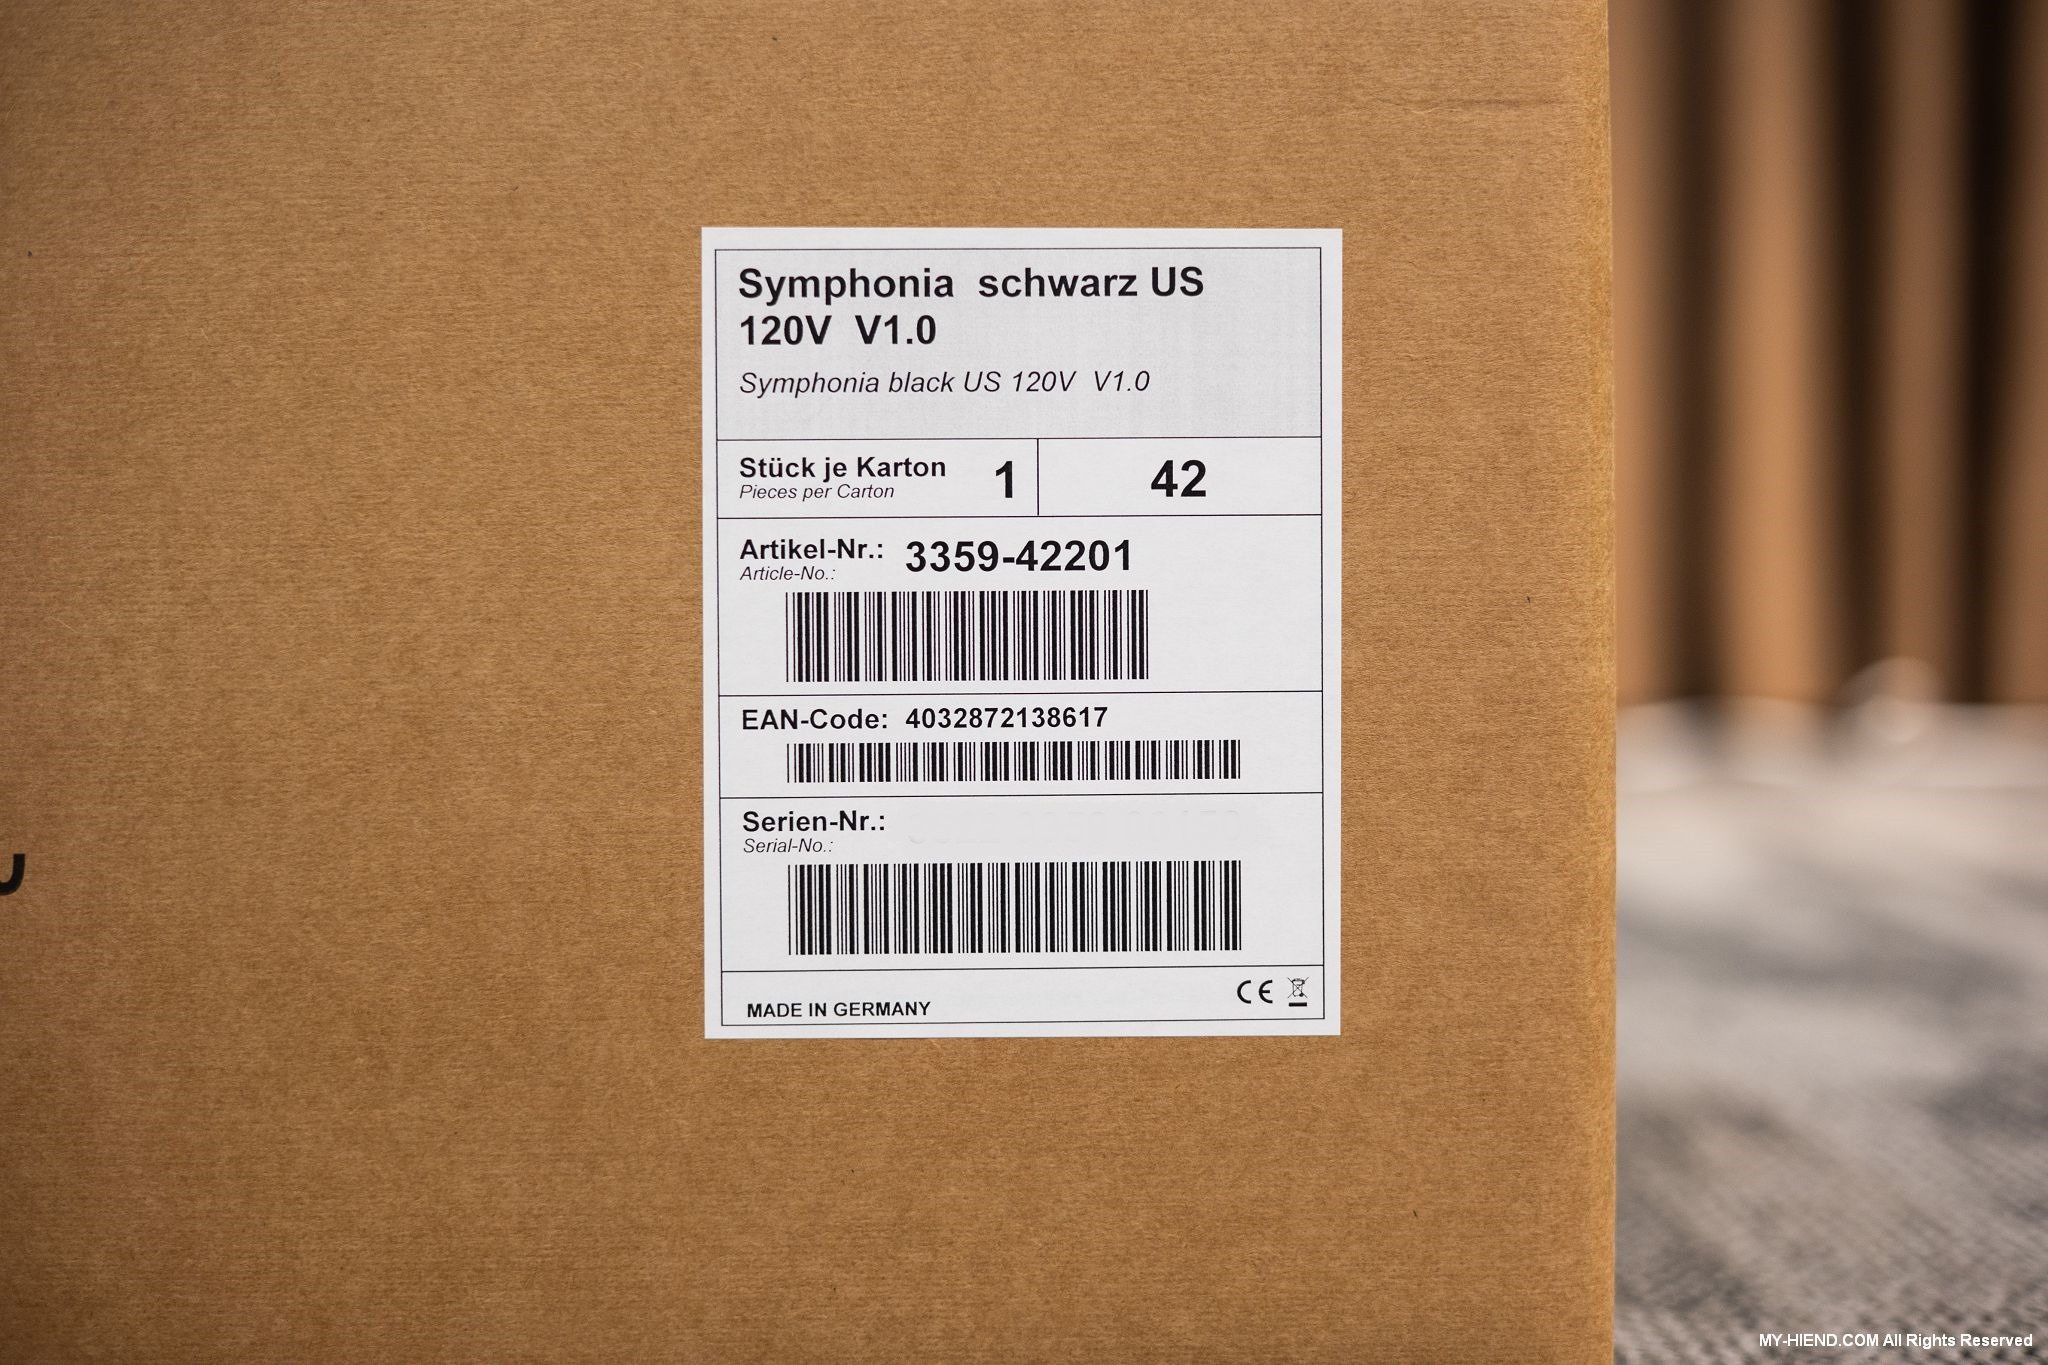 Symphonia schwarz US
120V V1.0
Symphonia black US 120V V1.0
Stück je Karton 1 42
Pieces per Carton
Artikel-Nr.: 3359-42201
Article-No.:
EAN-Code: 4032872138617
Serien-Nr.:
Serial-No.:
MADE IN GERMANY
CE
MY-HIEND.COM All Rights Reserved